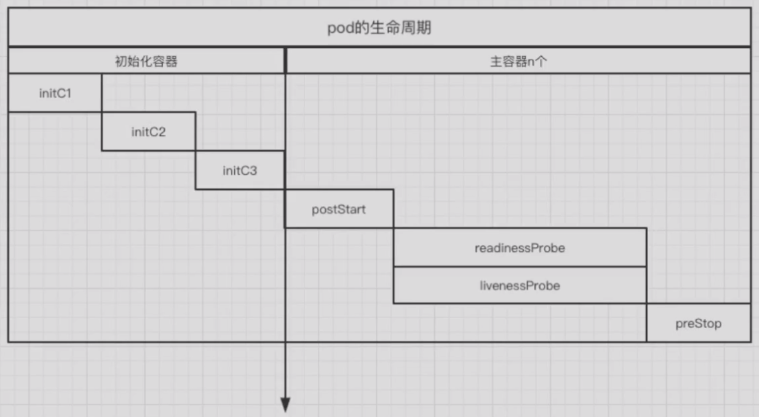 pod的生命周期
初始化容器
主容器n个
initC1
initC2
initC3
postStart
readinessProbe
livenessProbe
preStop